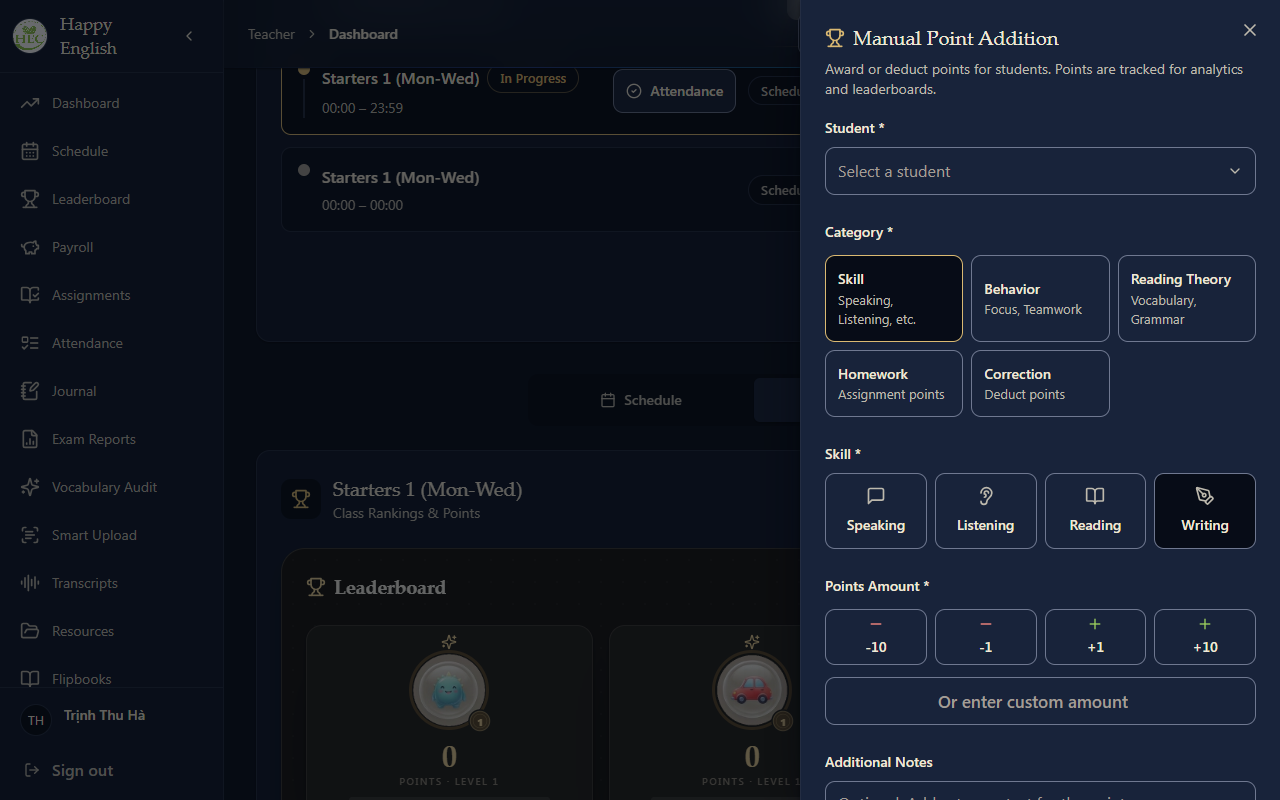 HEC
Happy
English
Dashboard
Schedule
Leaderboard
Payroll
Assignments
Attendance
Journal
Exam Reports
Vocabulary Audit
Smart Upload
Transcripts
Resources
Flipbooks
TH
Trịnh Thu Hà
Sign out
Teacher
Dashboard
Starters 1 (Mon-Wed)
In Progress
00:00 – 23:59
Attendance
Starters 1 (Mon-Wed)
00:00 – 00:00
Schedule
Starters 1 (Mon-Wed)
Class Rankings & Points
Leaderboard
1
0
POINTS · LEVEL 1
1
0
POINTS · LEVEL 1
Manual Point Addition
Award or deduct points for students. Points are tracked for analytics
and leaderboards.
Student *
Select a student
Category *
Skill
Speaking,
Listening, etc.
Behavior
Focus, Teamwork
Reading Theory
Vocabulary,
Grammar
Homework
Assignment points
Correction
Deduct points
Skill *
Speaking
Listening
Reading
Writing
Points Amount *
-10
-1
+1
+10
Or enter custom amount
Additional Notes